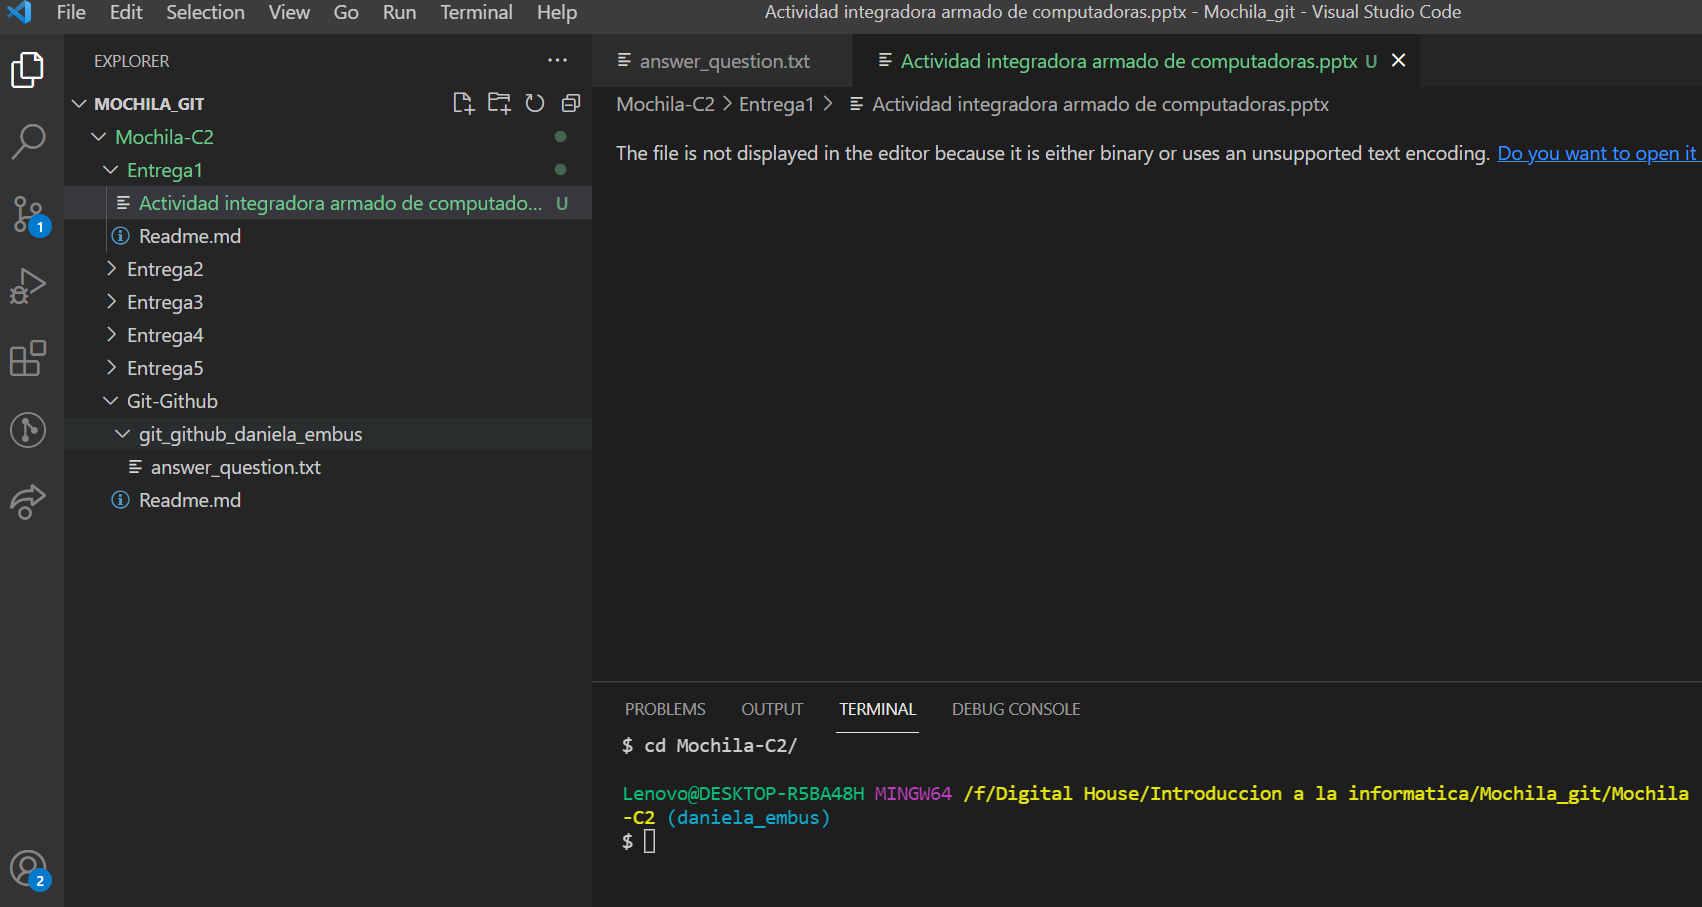 File Edit Selection View Go Run Terminal Help
Actividad integradora armado de computadoras.pptx - Mochila_git - Visual Studio Code
EXPLORER
MOCHILA_GIT
Mochila-C2
Entrega1
Actividad integradora armado de computado... U
Readme.md
Entrega2
Entrega3
Entrega4
Entrega5
Git-Github
git_github_daniela_embus
answer_question.txt
Readme.md
1
2
answer_question.txt
Actividad integradora armado de computadoras.pptx U
Mochila-C2 > Entrega1 > Actividad integradora armado de computadoras.pptx
The file is not displayed in the editor because it is either binary or uses an unsupported text encoding. Do you want to open it
PROBLEMS OUTPUT TERMINAL DEBUG CONSOLE
$ cd Mochila-C2/
Lenovo@DESKTOP-R5BA48H MINGW64 /f/Digital House/Introduccion a la informatica/Mochila_git/Mochila
-C2 (daniela_embus)
$